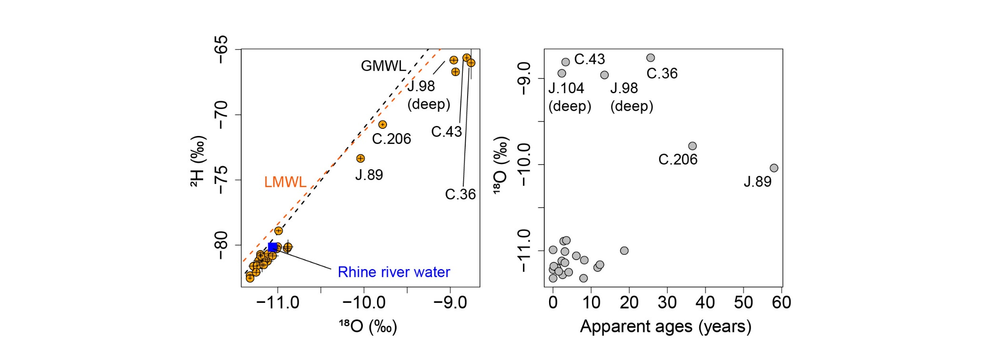 −65
−70
−75
−80
²H (‰)
GMWL
LMWL
J.98
(deep)
C.206
C.43
J.89
C.36
Rhine river water
−11.0
−10.0
−9.0
¹⁸O (‰)
−9.0
−10.0
−11.0
¹⁸O (‰)
C.43
C.36
J.104
(deep)
J.98
(deep)
C.206
J.89
0
10
20
30
40
50
60
Apparent ages (years)